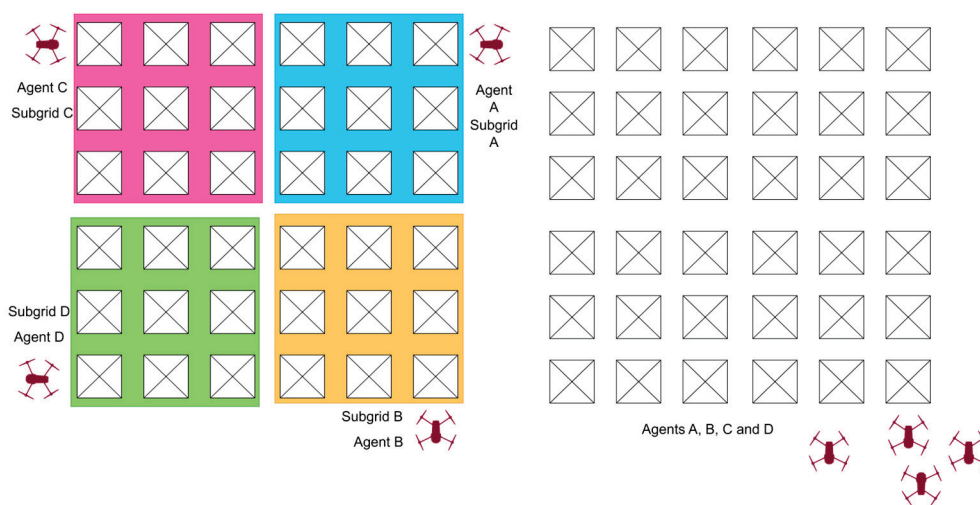 Agent C
Subgrid C
Agent
A
Subgrid
A
Subgrid D
Agent D
Subgrid B
Agent B
Agents A, B, C and D